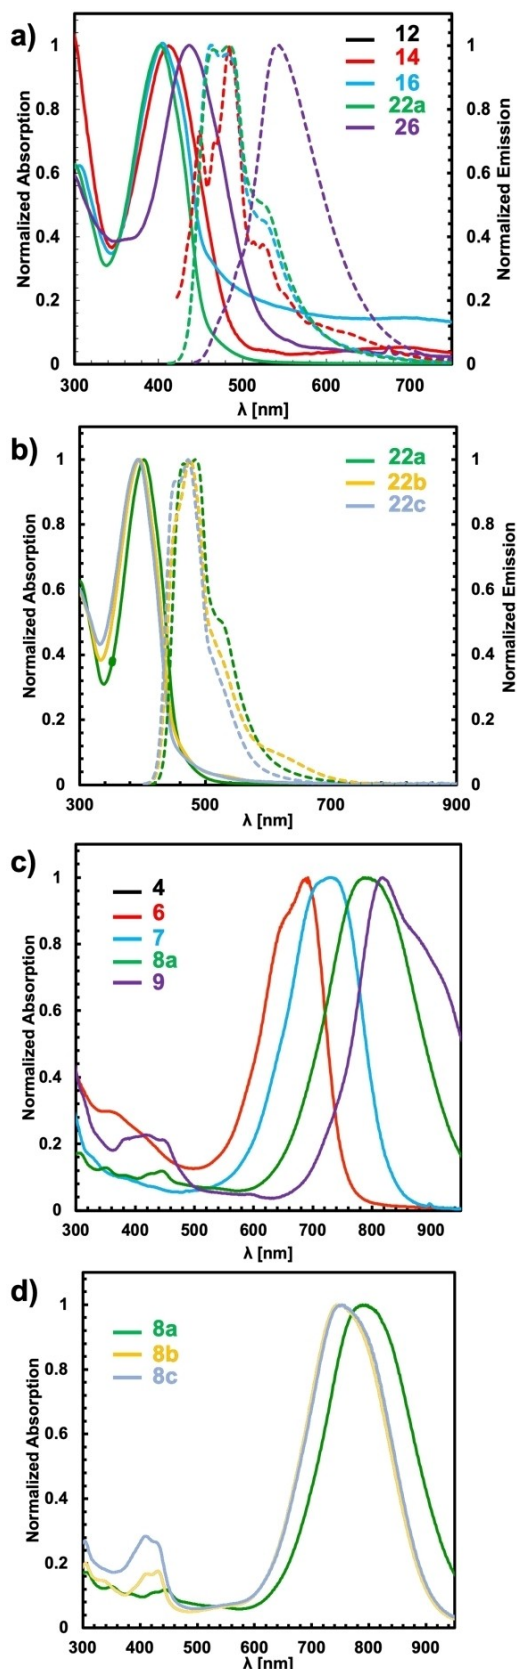 a)
12
14
16
22a
26
Normalized Absorption
Normalized Emission
1
0.8
0.6
0.4
0.2
0
1
0.8
0.6
0.4
0.2
0
300 400 500 600 700
λ [nm]
b)
22a
22b
22c
Normalized Absorption
Normalized Emission
1
0.8
0.6
0.4
0.2
0
1
0.8
0.6
0.4
0.2
0
300 500 700 900
λ [nm]
c)
4
6
7
8a
9
Normalized Absorption
1
0.8
0.6
0.4
0.2
0
300 400 500 600 700 800 900
λ [nm]
d)
8a
8b
8c
Normalized Absorption
1
0.8
0.6
0.4
0.2
0
300 400 500 600 700 800 900
λ [nm]